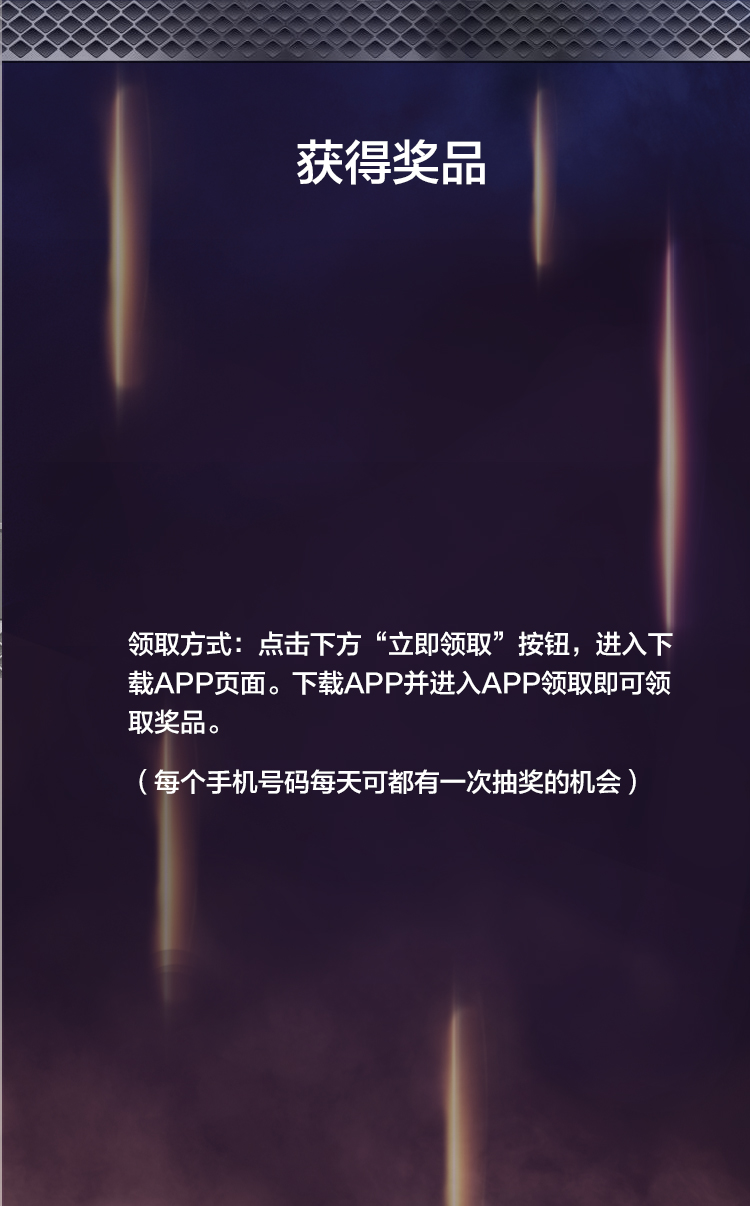 获得奖品
领取方式：点击下方“立即领取”按钮，进入下
载APP页面。下载APP并进入APP领取即可领
取奖品。
（每个手机号码每天可都有一次抽奖的机会）